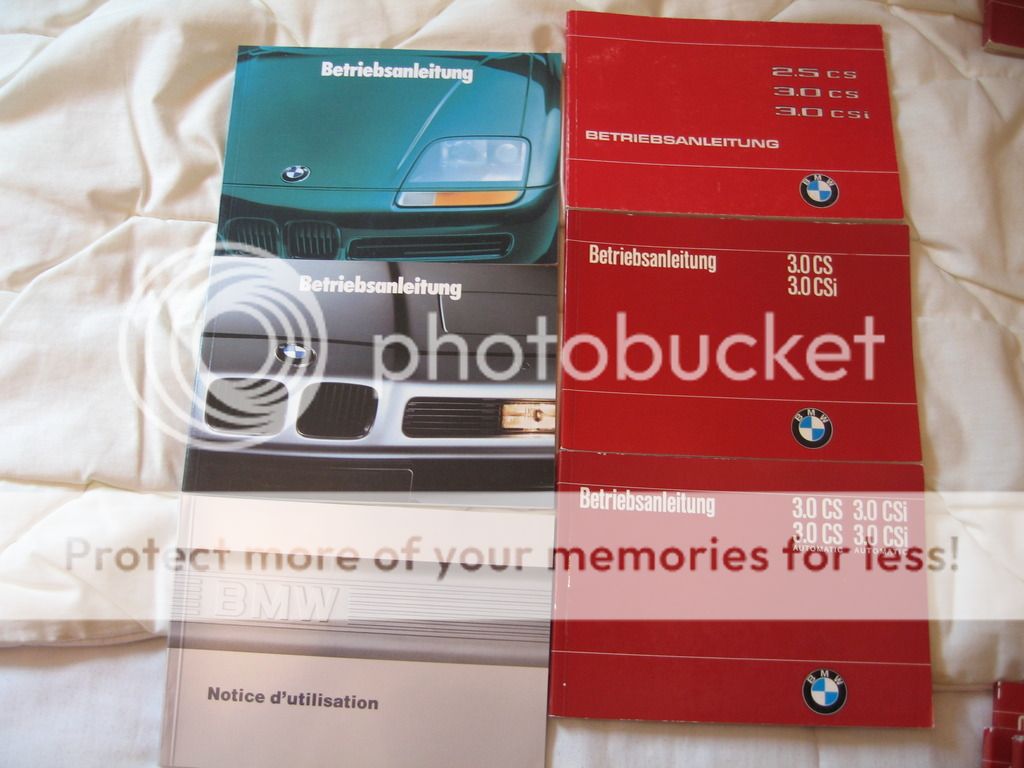 Betriebsanleitung
2.5 CS
3.0 CS
3.0 CSi
BETRIEBSANLEITUNG
BMW
Betriebsanleitung
Betriebsanleitung
3.0 CS
3.0 CSi
BMW
photobucket
Betriebsanleitung
3.0 CS 3.0 CSi
3.0 CS 3.0 CSi
AUTOMATIC AUTOMATIC
Protect more of your memories for less!
BMW
Notice d'utilisation
BMW